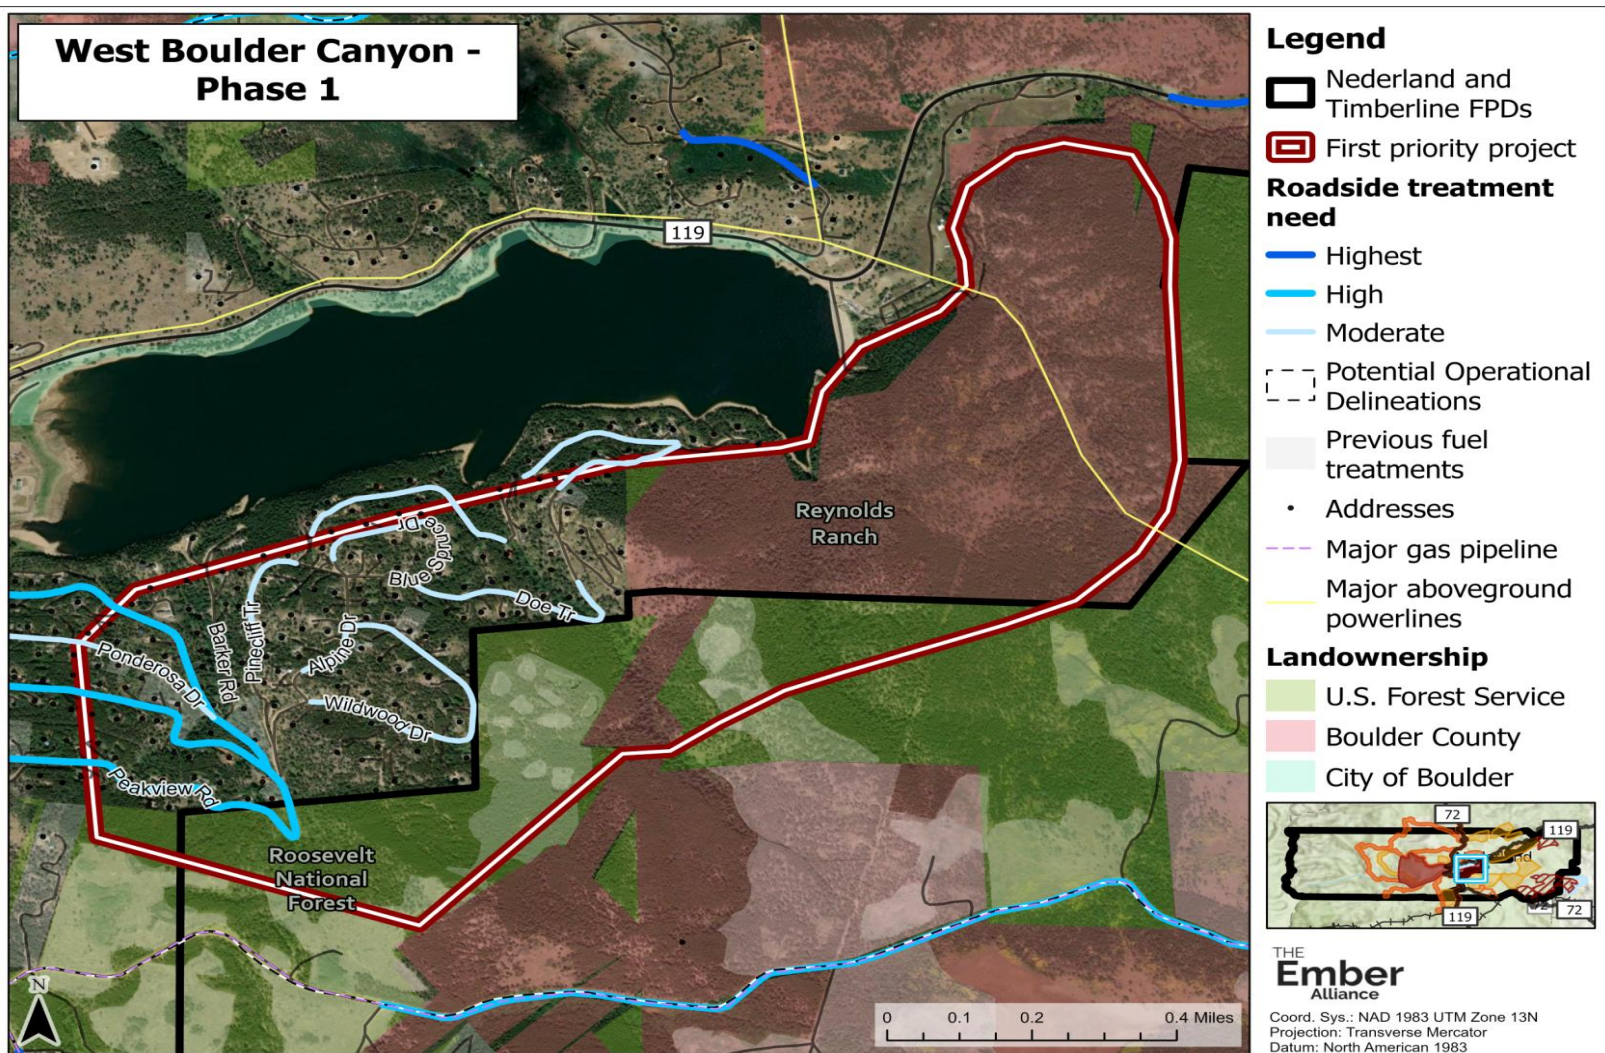 West Boulder Canyon -
Phase 1
119
Reynolds
Ranch
Blue Spruce Dr
Doe Tr
Pinecliff Tr
Barker Rd
Alpine Dr
Ponderosa Dr
Wildwood Dr
Peakview Rd
Roosevelt
National
Forest
N
0 0.1 0.2 0.4 Miles
Legend
Nederland and
Timberline FPDs
First priority project
Roadside treatment
need
Highest
High
Moderate
Potential Operational
Delineations
Previous fuel
treatments
Addresses
Major gas pipeline
Major aboveground
powerlines
Landownership
U.S. Forest Service
Boulder County
City of Boulder
72
119
119
72
THE
Ember
Alliance
Coord. Sys.: NAD 1983 UTM Zone 13N
Projection: Transverse Mercator
Datum: North American 1983